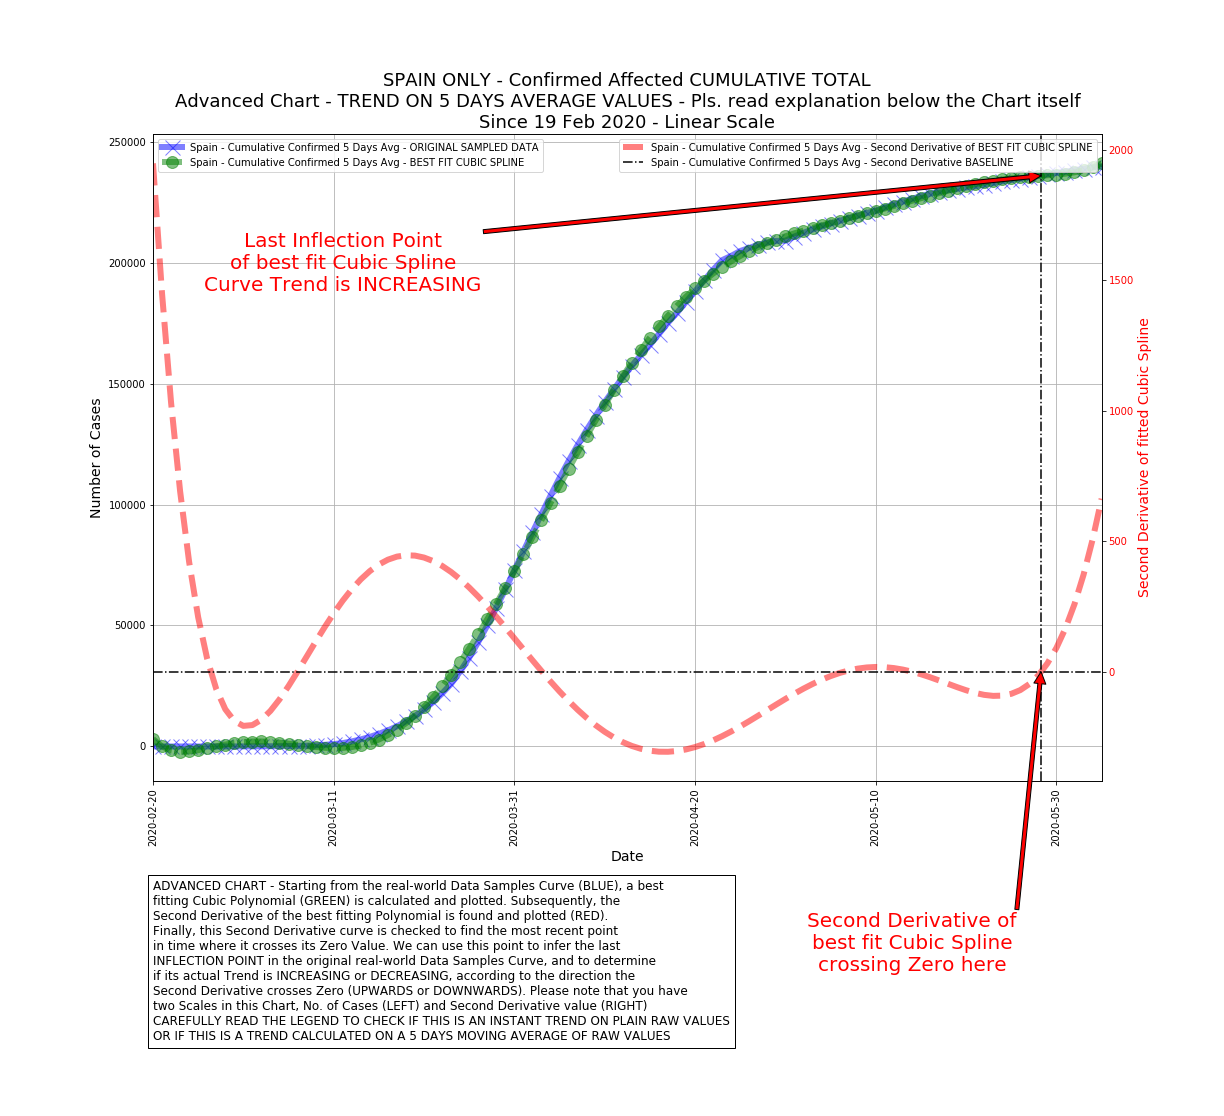 SPAIN ONLY - Confirmed Affected CUMULATIVE TOTAL
Advanced Chart - TREND ON 5 DAYS AVERAGE VALUES - Pls. read explanation below the Chart itself
Since 19 Feb 2020 - Linear Scale
Spain - Cumulative Confirmed 5 Days Avg - ORIGINAL SAMPLED DATA
Spain - Cumulative Confirmed 5 Days Avg - BEST FIT CUBIC SPLINE
Spain - Cumulative Confirmed 5 Days Avg - Second Derivative of BEST FIT CUBIC SPLINE
Spain - Cumulative Confirmed 5 Days Avg - Second Derivative BASELINE
Last Inflection Point
of best fit Cubic Spline
Curve Trend is INCREASING
Number of Cases
250000
200000
150000
100000
50000
0
2000
1500
1000
500
0
Second Derivative of fitted Cubic Spline
2020-02-20
2020-03-11
2020-03-31
2020-04-20
2020-05-10
2020-05-30
Date
ADVANCED CHART - Starting from the real-world Data Samples Curve (BLUE), a best
fitting Cubic Polynomial (GREEN) is calculated and plotted. Subsequently, the
Second Derivative of the best fitting Polynomial is found and plotted (RED).
Finally, this Second Derivative curve is checked to find the most recent point
in time where it crosses its Zero Value. We can use this point to infer the last
INFLECTION POINT in the original real-world Data Samples Curve, and to determine
if its actual Trend is INCREASING or DECREASING, according to the direction the
Second Derivative crosses Zero (UPWARDS or DOWNWARDS). Please note that you have
two Scales in this Chart, No. of Cases (LEFT) and Second Derivative value (RIGHT)
CAREFULLY READ THE LEGEND TO CHECK IF THIS IS AN INSTANT TREND ON PLAIN RAW VALUES
OR IF THIS IS A TREND CALCULATED ON A 5 DAYS MOVING AVERAGE OF RAW VALUES
Second Derivative of
best fit Cubic Spline
crossing Zero here